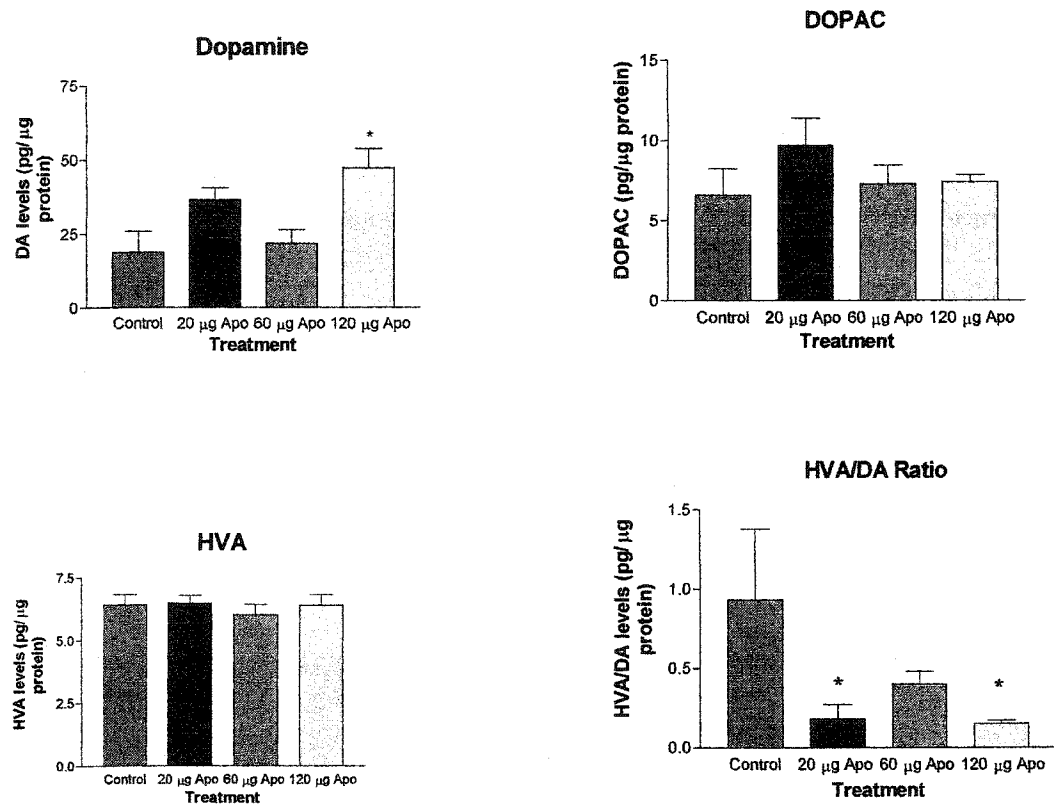 Dopamine
DA levels (pg/μg
protein)
75
50
25
0
*
Control 20 μg Apo 60 μg Apo 120 μg Apo
Treatment
DOPAC
DOPAC (pg/μg protein)
15
10
5
0
Control 20 μg Apo 60 μg Apo 120 μg Apo
Treatment
HVA
HVA levels (pg/μg
protein)
7.5
5.0
2.5
0.0
Control 20 μg Apo 60 μg Apo 120 μg Apo
Treatment
HVA/DA Ratio
HVA/DA levels (pg/μg
protein)
1.5
1.0
0.5
0.0
* *
Control 20 μg Apo 60 μg Apo 120 μg Apo
Treatment